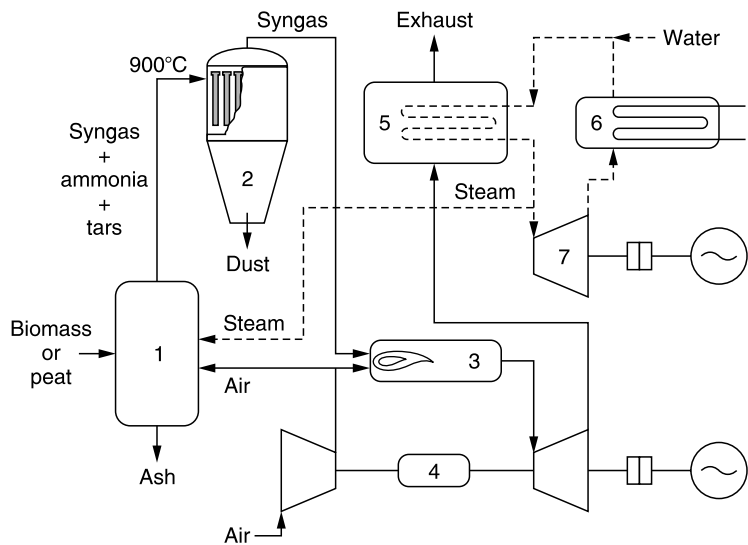 Syngas
Exhaust
Water
900°C
5
6
Syngas
+
ammonia
+
tars
2
Steam
7
Dust
Biomass
or
peat
Steam
1
3
Air
4
Ash
Air